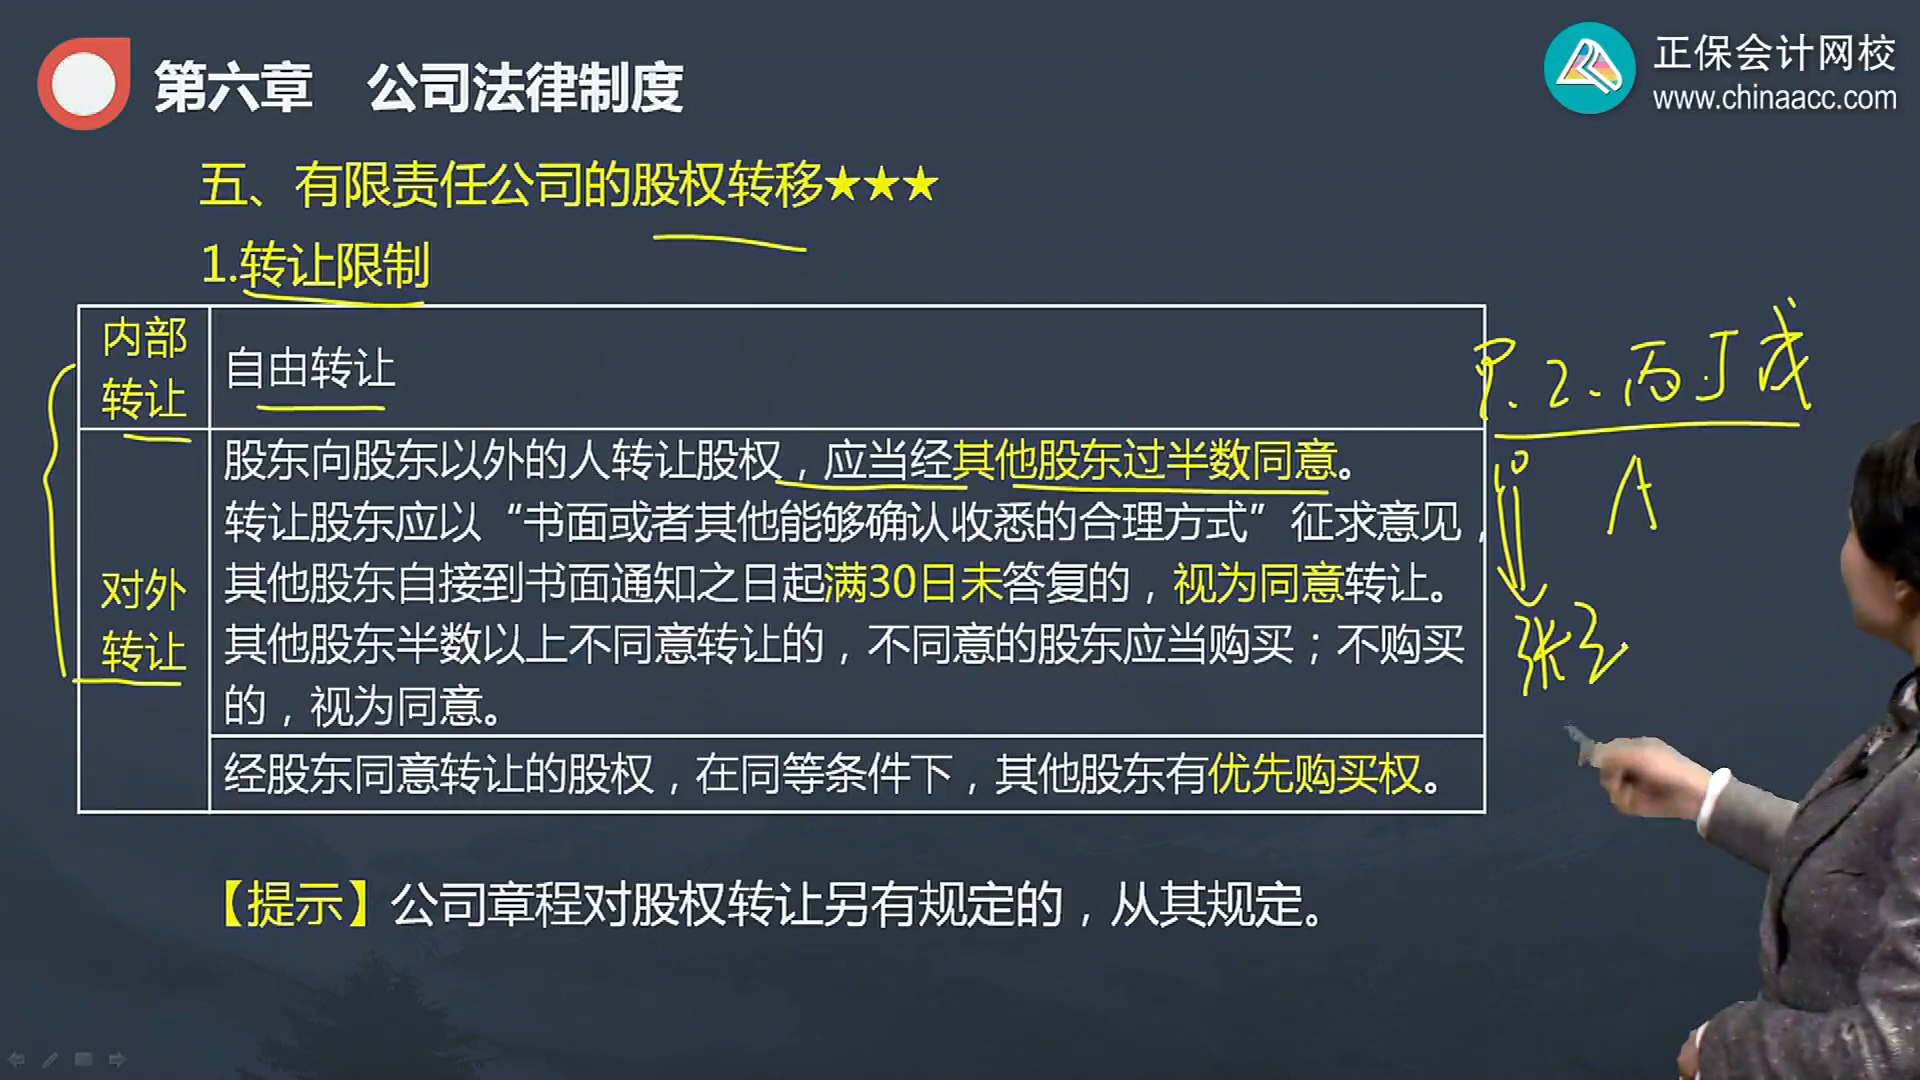 第六章 公司法律制度
正保会计网校
www.chinaacc.com
五、有限责任公司的股权转移★★★
1.转让限制
内部
转让
自由转让
对外
转让
股东向股东以外的人转让股权，应当经其他股东过半数同意。
转让股东应以“书面或者其他能够确认收悉的合理方式”征求意见，
其他股东自接到书面通知之日起满30日未答复的，视为同意转让。
其他股东半数以上不同意转让的，不同意的股东应当购买；不购买
的，视为同意。
经股东同意转让的股权，在同等条件下，其他股东有优先购买权。
【提示】公司章程对股权转让另有规定的，从其规定。
甲.乙.丙丁戊
A
张三